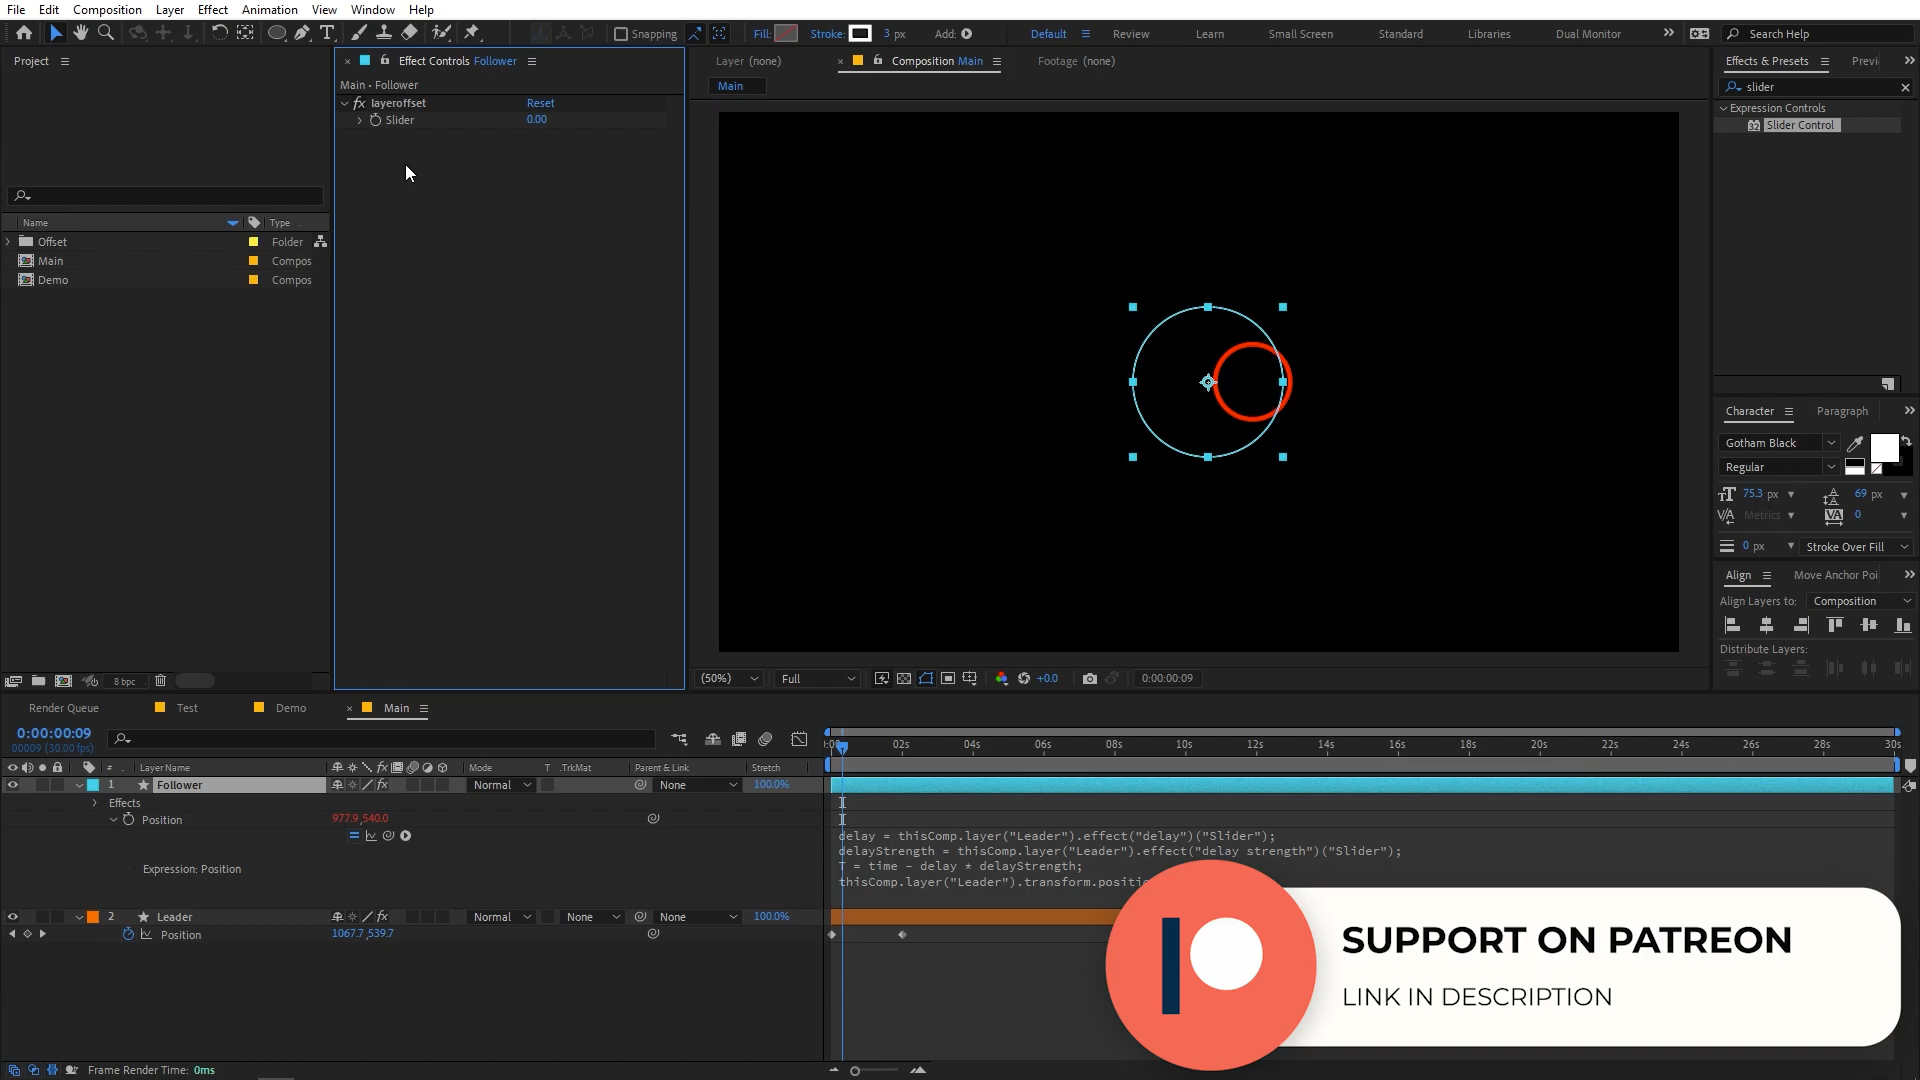 File Edit Composition Layer Effect Animation View Window Help
Snapping Fill: Stroke: 3 px Add: Default Review Learn Small Screen Standard Libraries Dual Monitor Search Help
Project
Effect Controls Follower
Main • Follower
fx layeroffset Reset
Slider 0.00
Name Type
Offset Folder
Main Compos
Demo Compos
8 bpc
Layer (none) Composition Main Footage (none)
Main
(50%) Full +0.0 0:00:00:09
Effects & Presets Previ
slider
Expression Controls
32 Slider Control
Character Paragraph
Gotham Black
Regular
75.3 px 69 px
Metrics 0
0 px Stroke Over Fill
Align Move Anchor Poi
Align Layers to: Composition
Distribute Layers:
Render Queue Test Demo Main
0:00:00:09
00009 (30.00 fps)
# Layer Name Mode T .TrkMat Parent & Link Stretch
02s 04s 06s 08s 10s 12s 14s 16s 18s 20s 22s 24s 26s 28s 30s
1 Follower Normal None 100.0%
Effects
Position 977.9,540.0
Expression: Position
delay = thisComp.layer("Leader").effect("delay")("Slider");
delayStrength = thisComp.layer("Leader").effect("delay strength")("Slider");
T = time - delay * delayStrength;
thisComp.layer("Leader").transform.positio
2 Leader Normal None None 100.0%
Position 1067.7,539.7
SUPPORT ON PATREON
LINK IN DESCRIPTION
Frame Render Time: 0ms